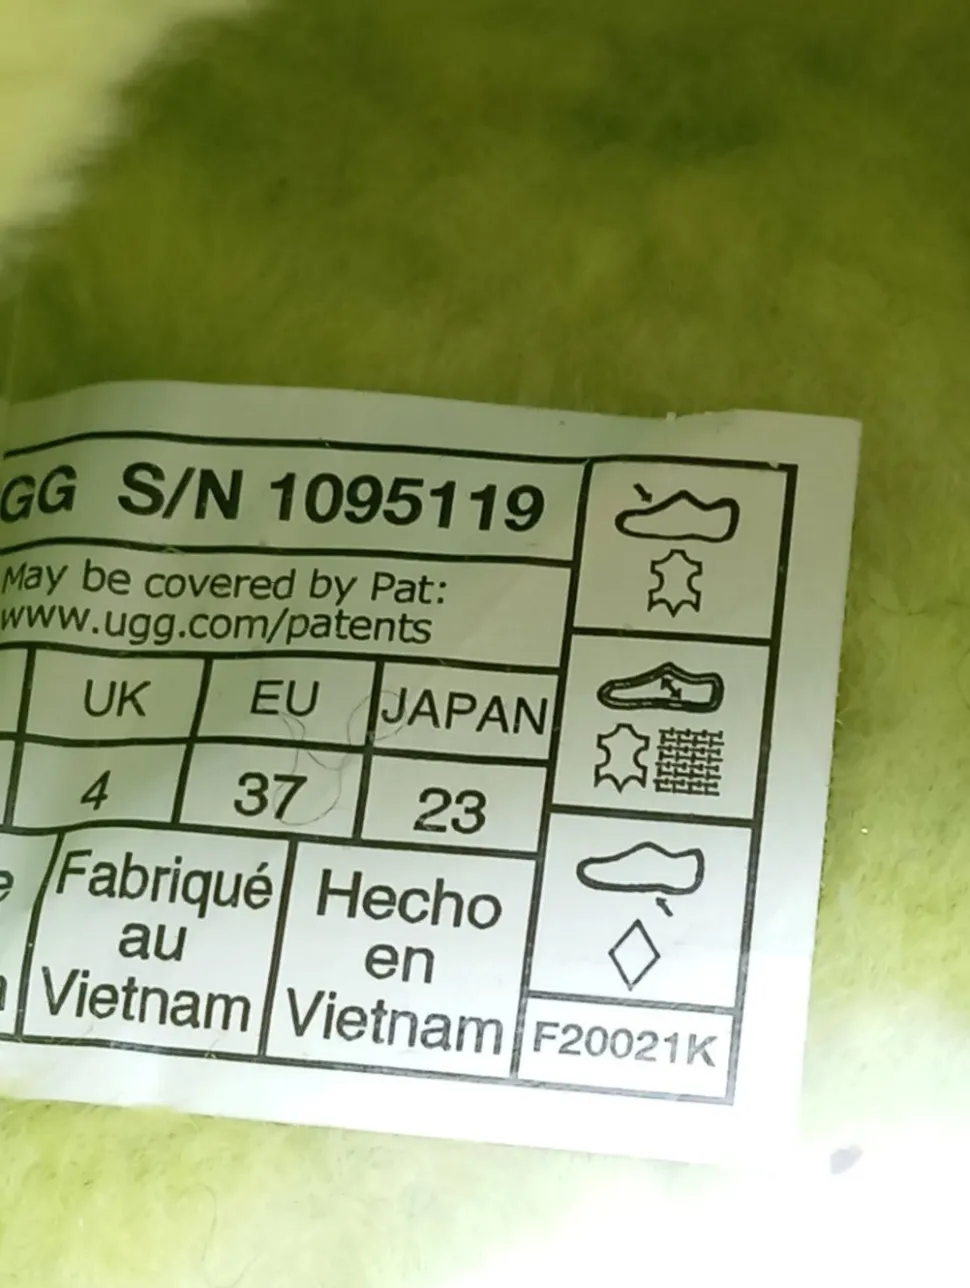 GG S/N 1095119
May be covered by Pat:
www.ugg.com/patents
UK EU JAPAN
4 37 23
Fabriqué
au
Vietnam
Hecho
en
Vietnam
F20021K